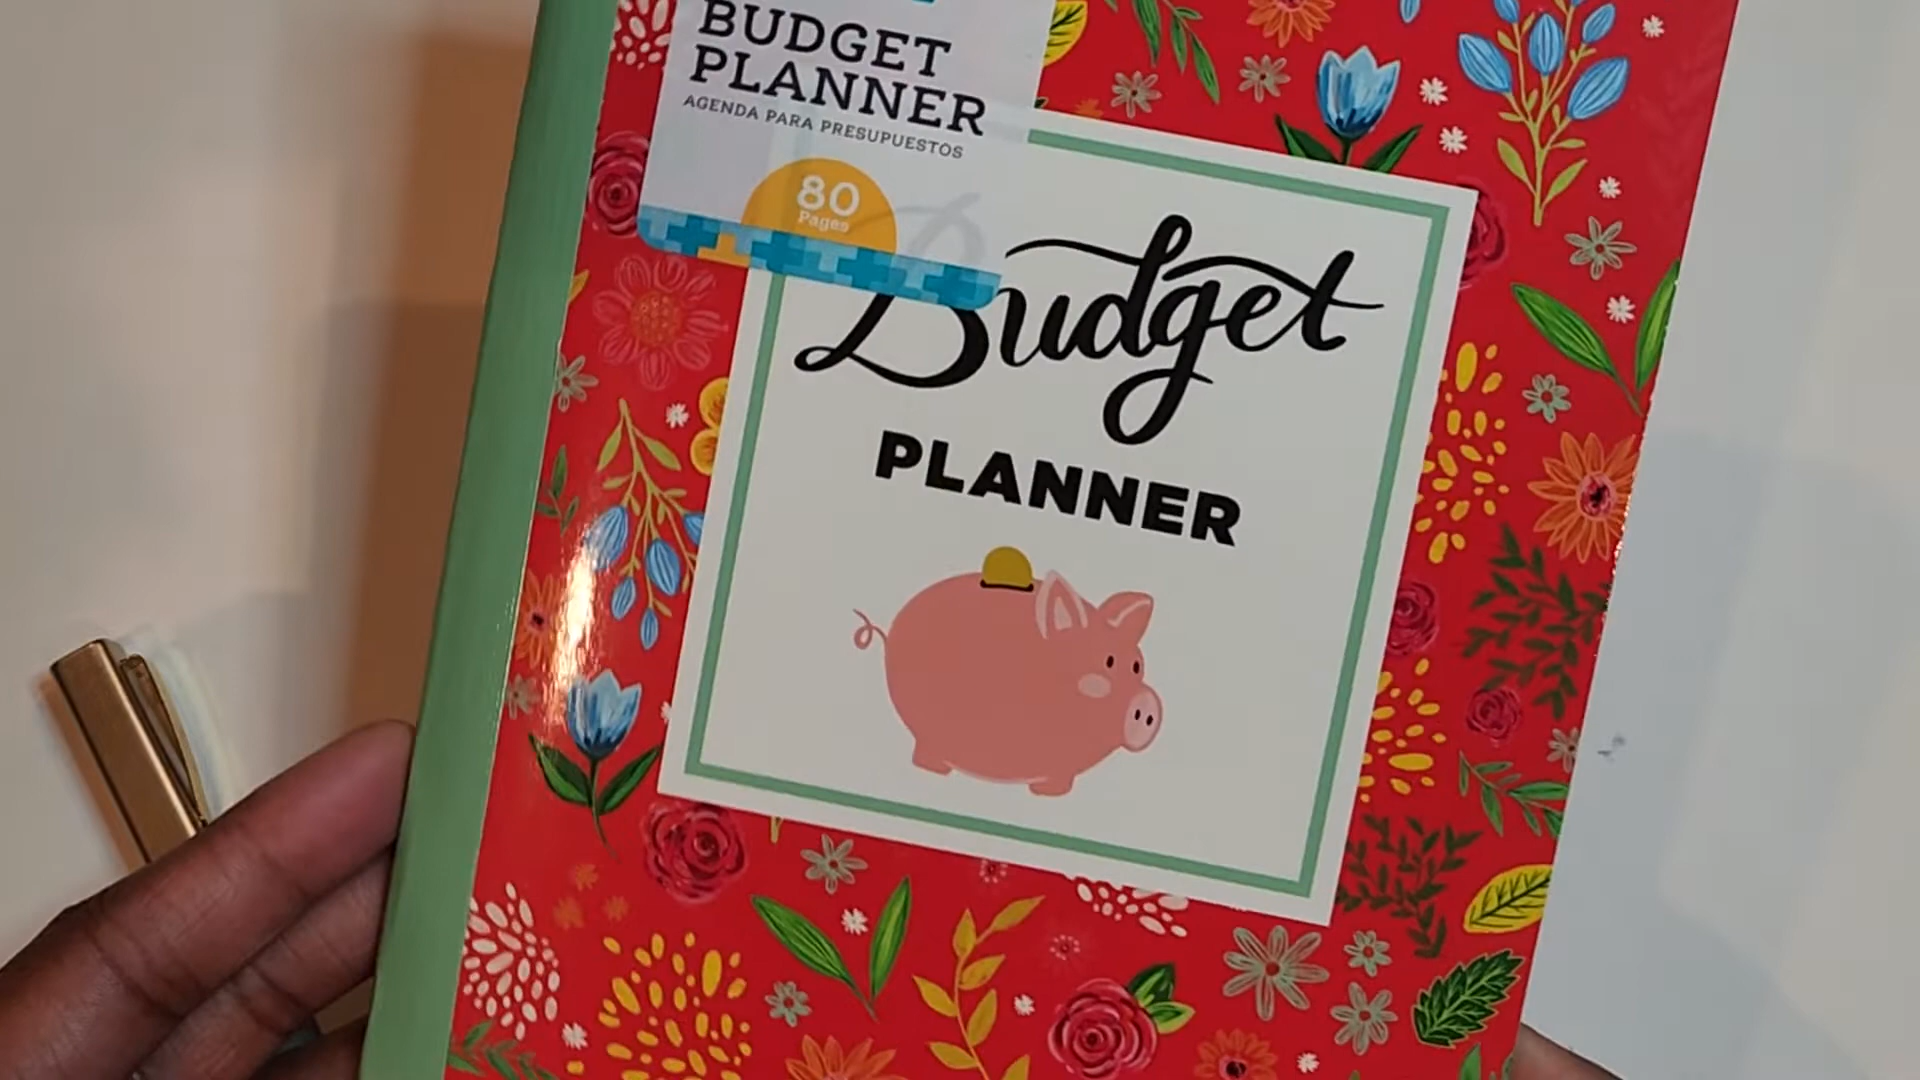 BUDGET
PLANNER
AGENDA PARA PRESUPUESTOS
80
Pages
Budget
PLANNER